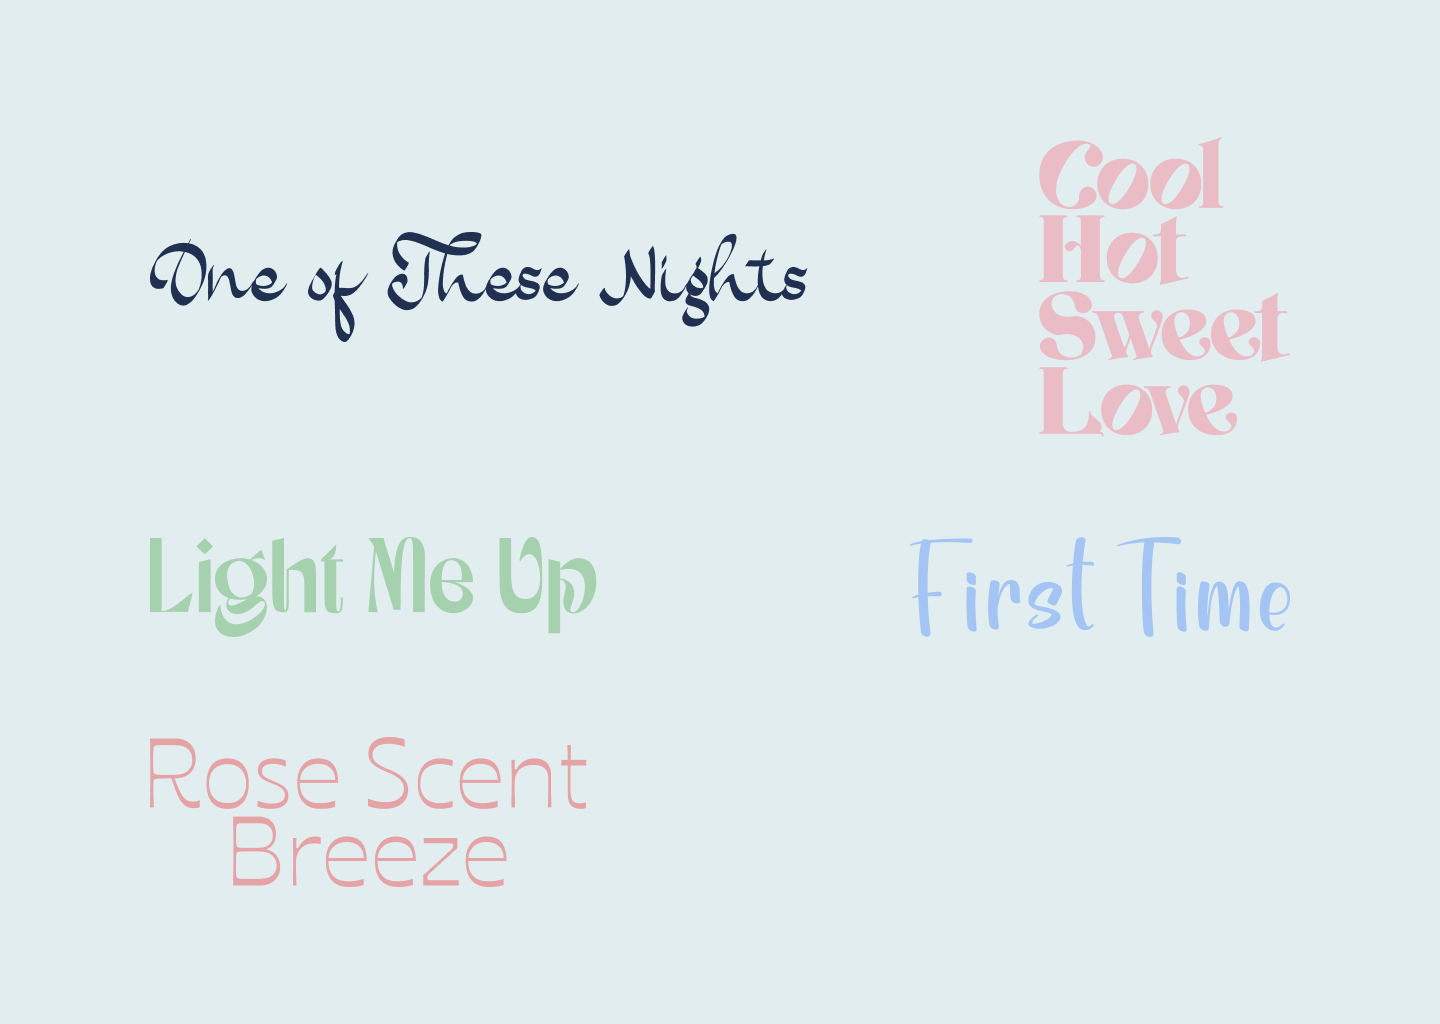 One of These Nights
Cool
Hot
Sweet
Love
Light Me Up
First Time
Rose Scent
Breeze